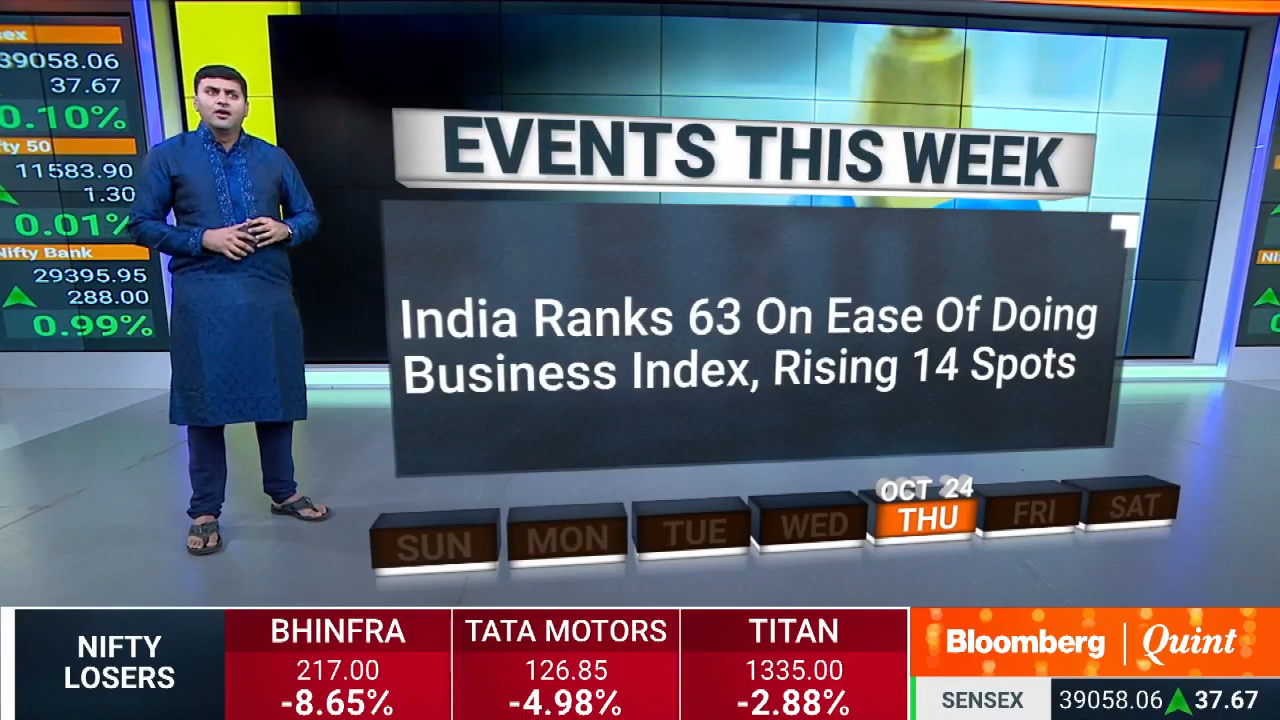 39058.06
37.67
0.10%
11583.90
1.30
0.01%
Nifty Bank
29395.95
288.00
0.99%
EVENTS THIS WEEK
India Ranks 63 On Ease Of Doing
Business Index, Rising 14 Spots
OCT 24
SUN MON TUE WED THU FRI SAT
NIFTY
LOSERS
BHINFRA
217.00
-8.65%
TATA MOTORS
126.85
-4.98%
TITAN
1335.00
-2.88%
Bloomberg | Quint
SENSEX 39058.06 37.67